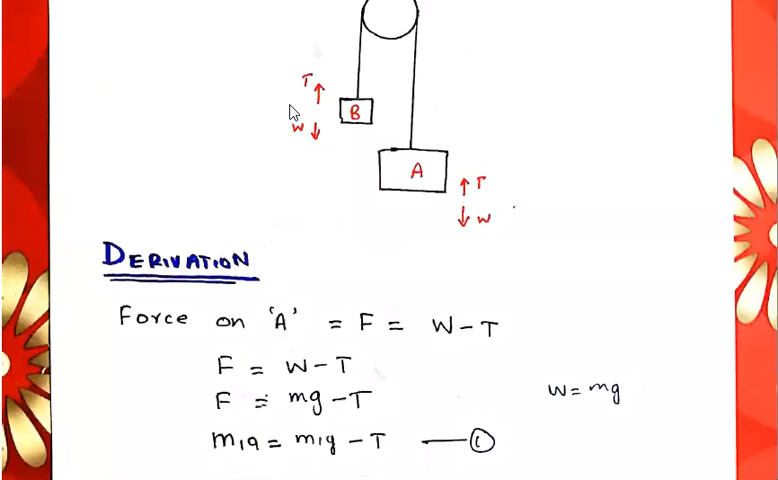 T ↑
B
W ↓
A
↑ T
↓ W
DERIVATION
Force on 'A' = F = W - T
F = W - T
F = mg - T
W = mg
m₁a = m₁g - T ——①